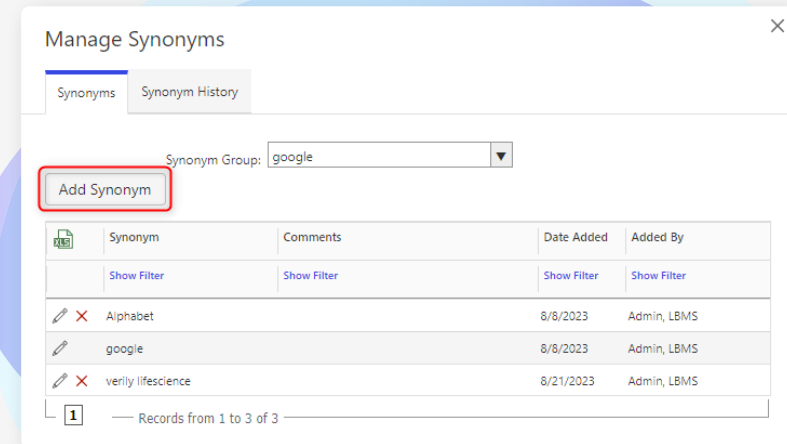 Manage Synonyms
Synonyms Synonym History
Synonym Group: google
Add Synonym
XLS Synonym Comments Date Added Added By
Show Filter Show Filter Show Filter Show Filter
Alphabet 8/8/2023 Admin, LBMS
google 8/8/2023 Admin, LBMS
verily lifescience 8/21/2023 Admin, LBMS
1 Records from 1 to 3 of 3